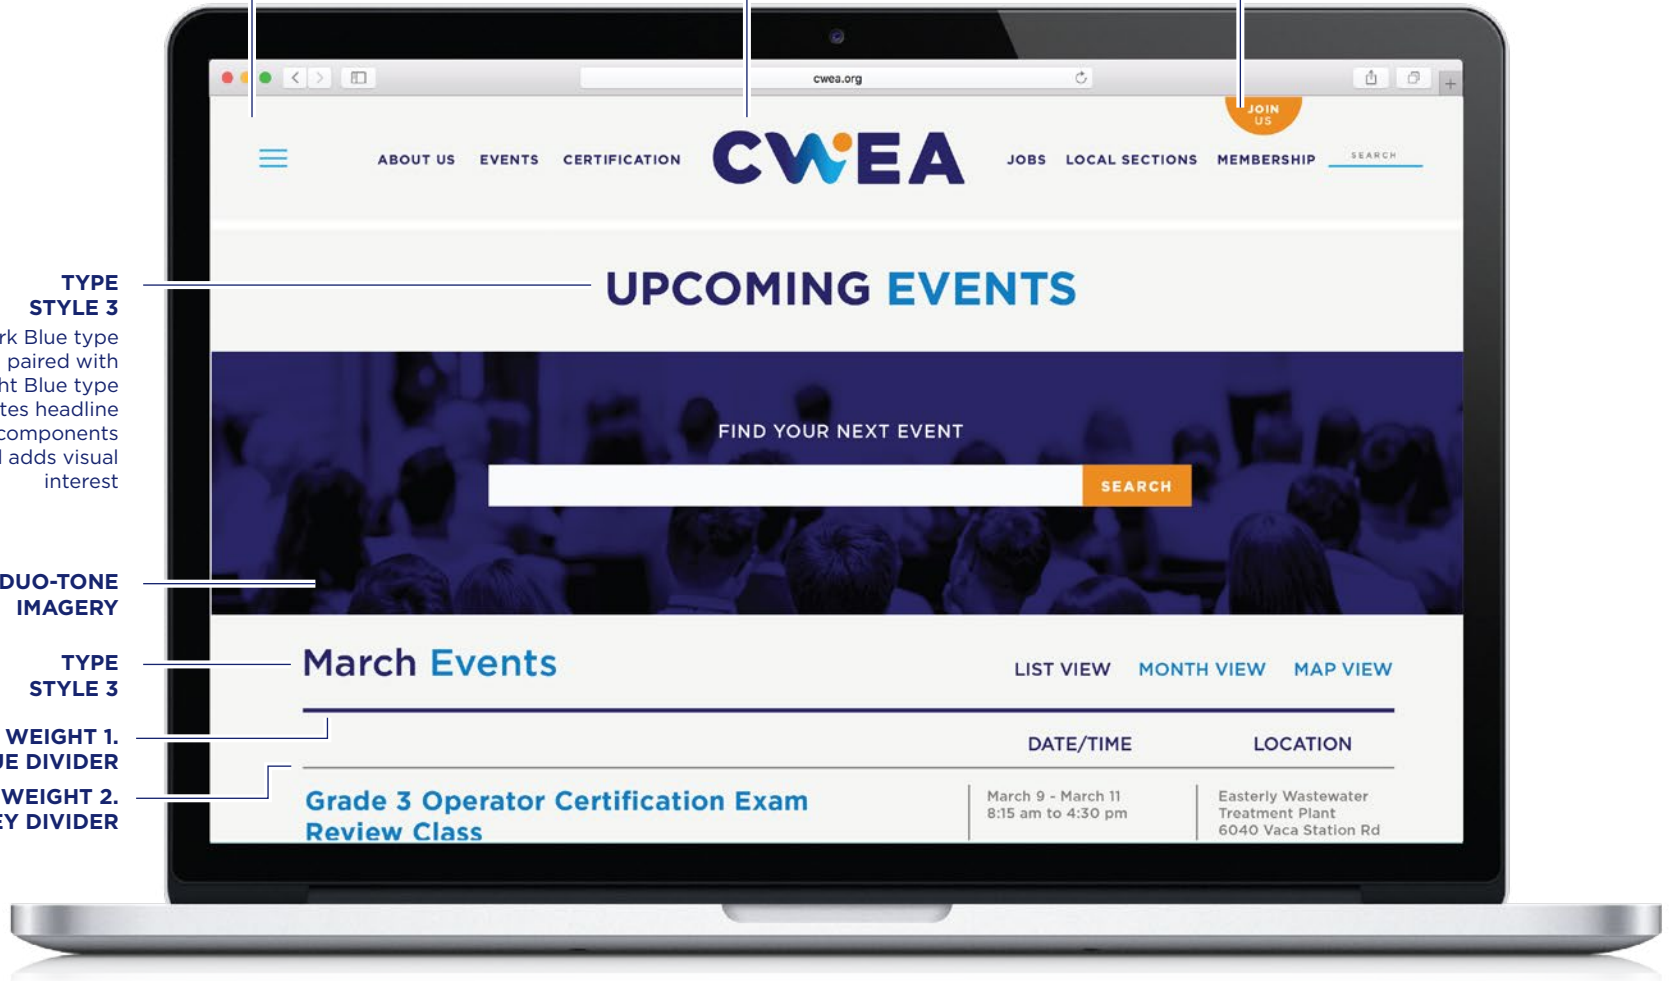 cwea.org
JOIN
US
ABOUT US EVENTS CERTIFICATION CWEA JOBS LOCAL SECTIONS MEMBERSHIP SEARCH
UPCOMING EVENTS
TYPE
STYLE 3
rk Blue type
paired with
ht Blue type
tes headline
components
adds visual
interest
FIND YOUR NEXT EVENT
SEARCH
DUO-TONE
IMAGERY
March Events
LIST VIEW MONTH VIEW MAP VIEW
TYPE
STYLE 3
WEIGHT 1.
UE DIVIDER
DATE/TIME LOCATION
WEIGHT 2.
EY DIVIDER
Grade 3 Operator Certification Exam
Review Class
March 9 - March 11
8:15 am to 4:30 pm
Easterly Wastewater
Treatment Plant
6040 Vaca Station Rd